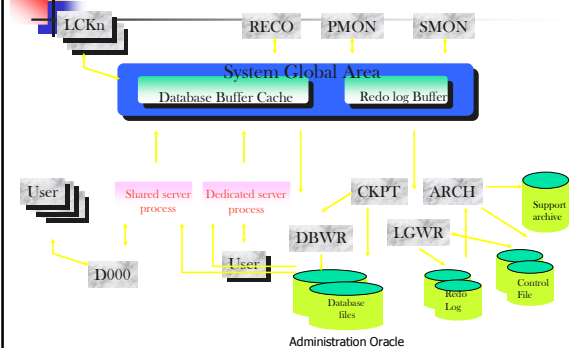 LCKn
RECO
PMON
SMON
System Global Area
Database Buffer Cache
Redo log Buffer
User
Shared server
process
Dedicated server
process
CKPT
ARCH
Support
archive
DBWR
LGWR
D000
User
Database
files
Redo
Log
Control
File
Administration Oracle